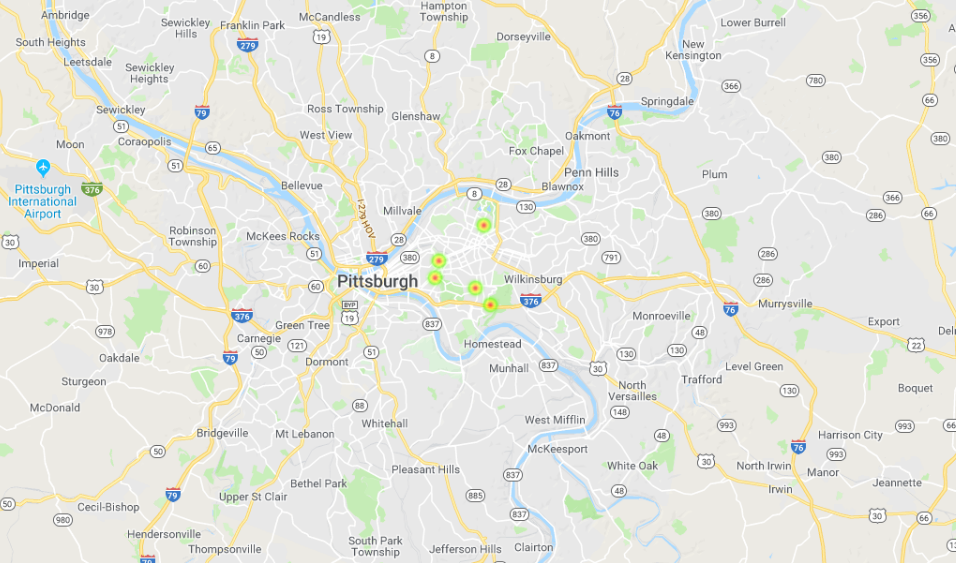 Ambridge
Sewickley
Hills
Franklin Park
McCandless
Hampton
Township
Lower Burrell
356
South Heights
279
19
Dorseyville
New
Kensington
8
356
Leetsdale
Sewickley
Heights
28
780
366
66
Sewickley
79
Ross Township
Glenshaw
76
Springdale
51
West View
Oakmont
380
Moon
Coraopolis
65
Fox Chapel
380
51
Penn Hills
Plum
Pittsburgh
International
Airport
376
Bellevue
28
Blawnox
8
366
130
Millvale
I-279 HOV
380
286
66
Robinson
Township
McKees Rocks
28
380
30
51
279
380
791
286
Imperial
60
Pittsburgh
Wilkinsburg
286
30
60
376
BYP
19
Murrysville
376
76
Monroeville
Export
978
Green Tree
837
48
Deln
Carnegie
121
Homestead
22
Oakdale
79
50
51
130
130
Dormont
837
Munhall
30
Level Green
Sturgeon
North
Versailles
Trafford
130
Boquet
McDonald
88
148
Whitehall
West Mifflin
993
993
66
Bridgeville
Mt Lebanon
48
Harrison City
76
50
McKeesport
993
Pleasant Hills
White Oak
30
North Irwin
Manor
837
Bethel Park
Irwin
Jeannette
79
Upper St Clair
48
50
885
Cecil-Bishop
837
30
66
980
Hendersonville
South Park
Township
30
Thompsonville
Jefferson Hills
Clairton
79